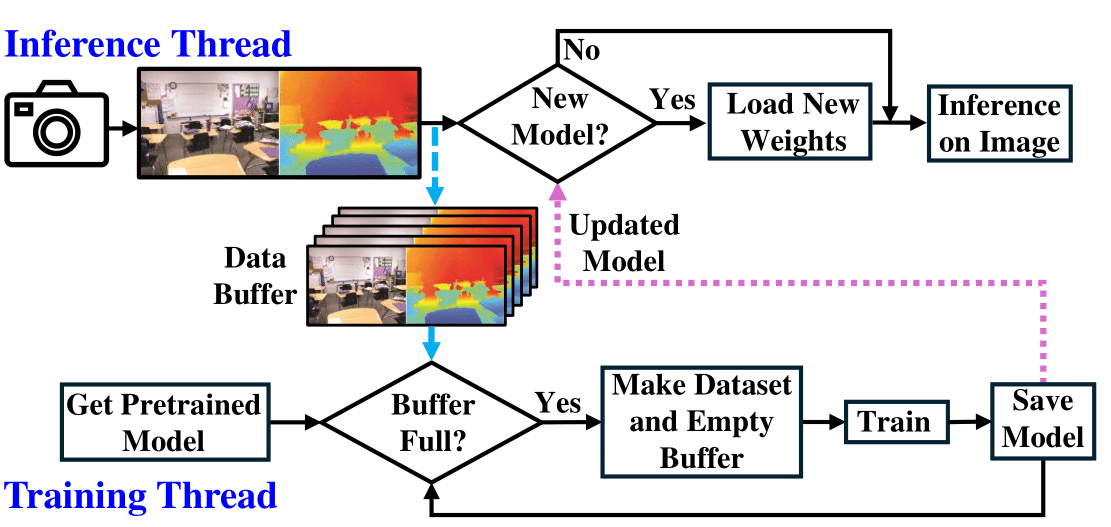 Inference Thread
No
New
Model?
Yes
Load New
Weights
Inference
on Image
Data
Buffer
Updated
Model
Get Pretrained
Model
Buffer
Full?
Yes
Make Dataset
and Empty
Buffer
Train
Save
Model
Training Thread